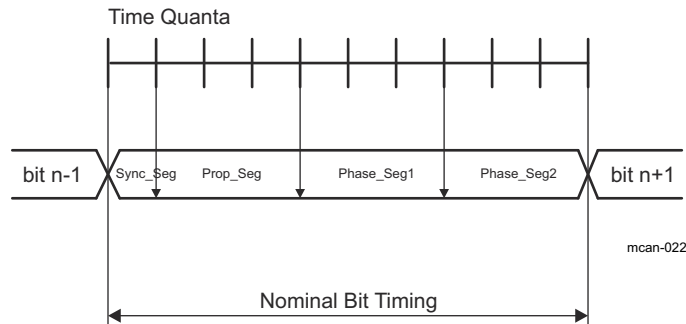 Time Quanta
bit n-1
Sync_Seg
Prop_Seg
Phase_Seg1
Phase_Seg2
bit n+1
mcan-022
Nominal Bit Timing